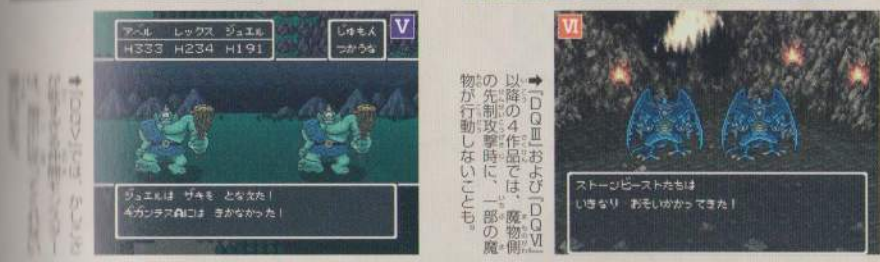 V
アベル レックス ジュエル
H333 H234 H191
じゅもん
つかうな
ジュエルは ザキを となえた!
ギガンテスAには きかなかった!
➡『DQⅢ』および『DQⅥ』
以降の4作品では、魔物側
の先制攻撃時に、一部の魔
物が行動しないことも。
VI
ストーンビーストたちは
いきなり おそいかかってきた!